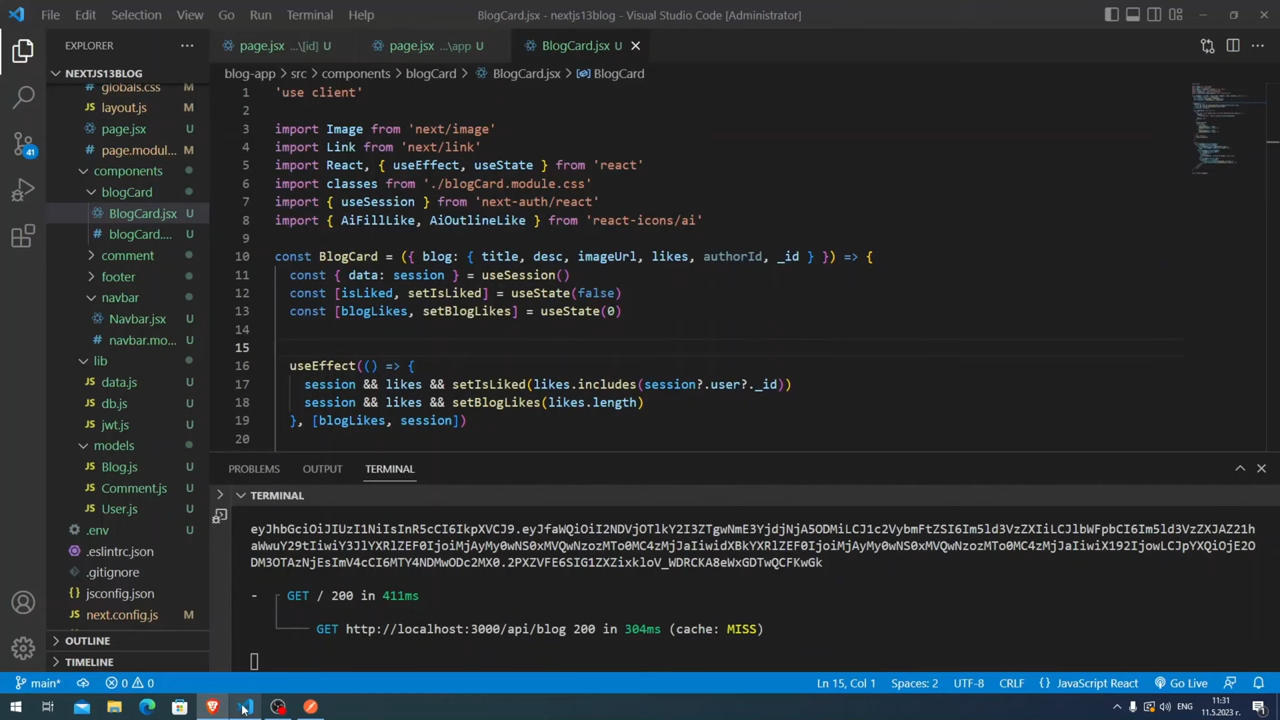 File Edit Selection View Go Run Terminal Help
BlogCard.jsx - nextjs13blog - Visual Studio Code [Administrator]
EXPLORER
page.jsx ...\[id] U
page.jsx ...\app U
BlogCard.jsx U
NEXTJS13BLOG
globals.css M
layout.js M
page.jsx U
page.modul... M
components
blogCard
BlogCard.jsx U
blogCard.... U
comment
footer
navbar
Navbar.jsx U
navbar.mo... U
lib
data.js U
db.js U
jwt.js U
models
Blog.js U
Comment.js U
User.js U
.env U
.eslintrc.json U
.gitignore U
jsconfig.json U
next.config.js M
OUTLINE
TIMELINE
41
blog-app > src > components > blogCard > BlogCard.jsx > BlogCard
1 'use client'
2
3 import Image from 'next/image'
4 import Link from 'next/link'
5 import React, { useEffect, useState } from 'react'
6 import classes from './blogCard.module.css'
7 import { useSession } from 'next-auth/react'
8 import { AiFillLike, AiOutlineLike } from 'react-icons/ai'
9
10 const BlogCard = ({ blog: { title, desc, imageUrl, likes, authorId, _id } }) => {
11 const { data: session } = useSession()
12 const [isLiked, setIsLiked] = useState(false)
13 const [blogLikes, setBlogLikes] = useState(0)
14
15
16 useEffect(() => {
17 session && likes && setIsLiked(likes.includes(session?.user?._id))
18 session && likes && setBlogLikes(likes.length)
19 }, [blogLikes, session])
20
PROBLEMS OUTPUT TERMINAL
TERMINAL
- GET / 200 in 411ms
GET http://localhost:3000/api/blog 200 in 304ms (cache: MISS)
main* 0 0
Ln 15, Col 1 Spaces: 2 UTF-8 CRLF JavaScript React Go Live
ENG
11:31
11.5.2023 г.
1